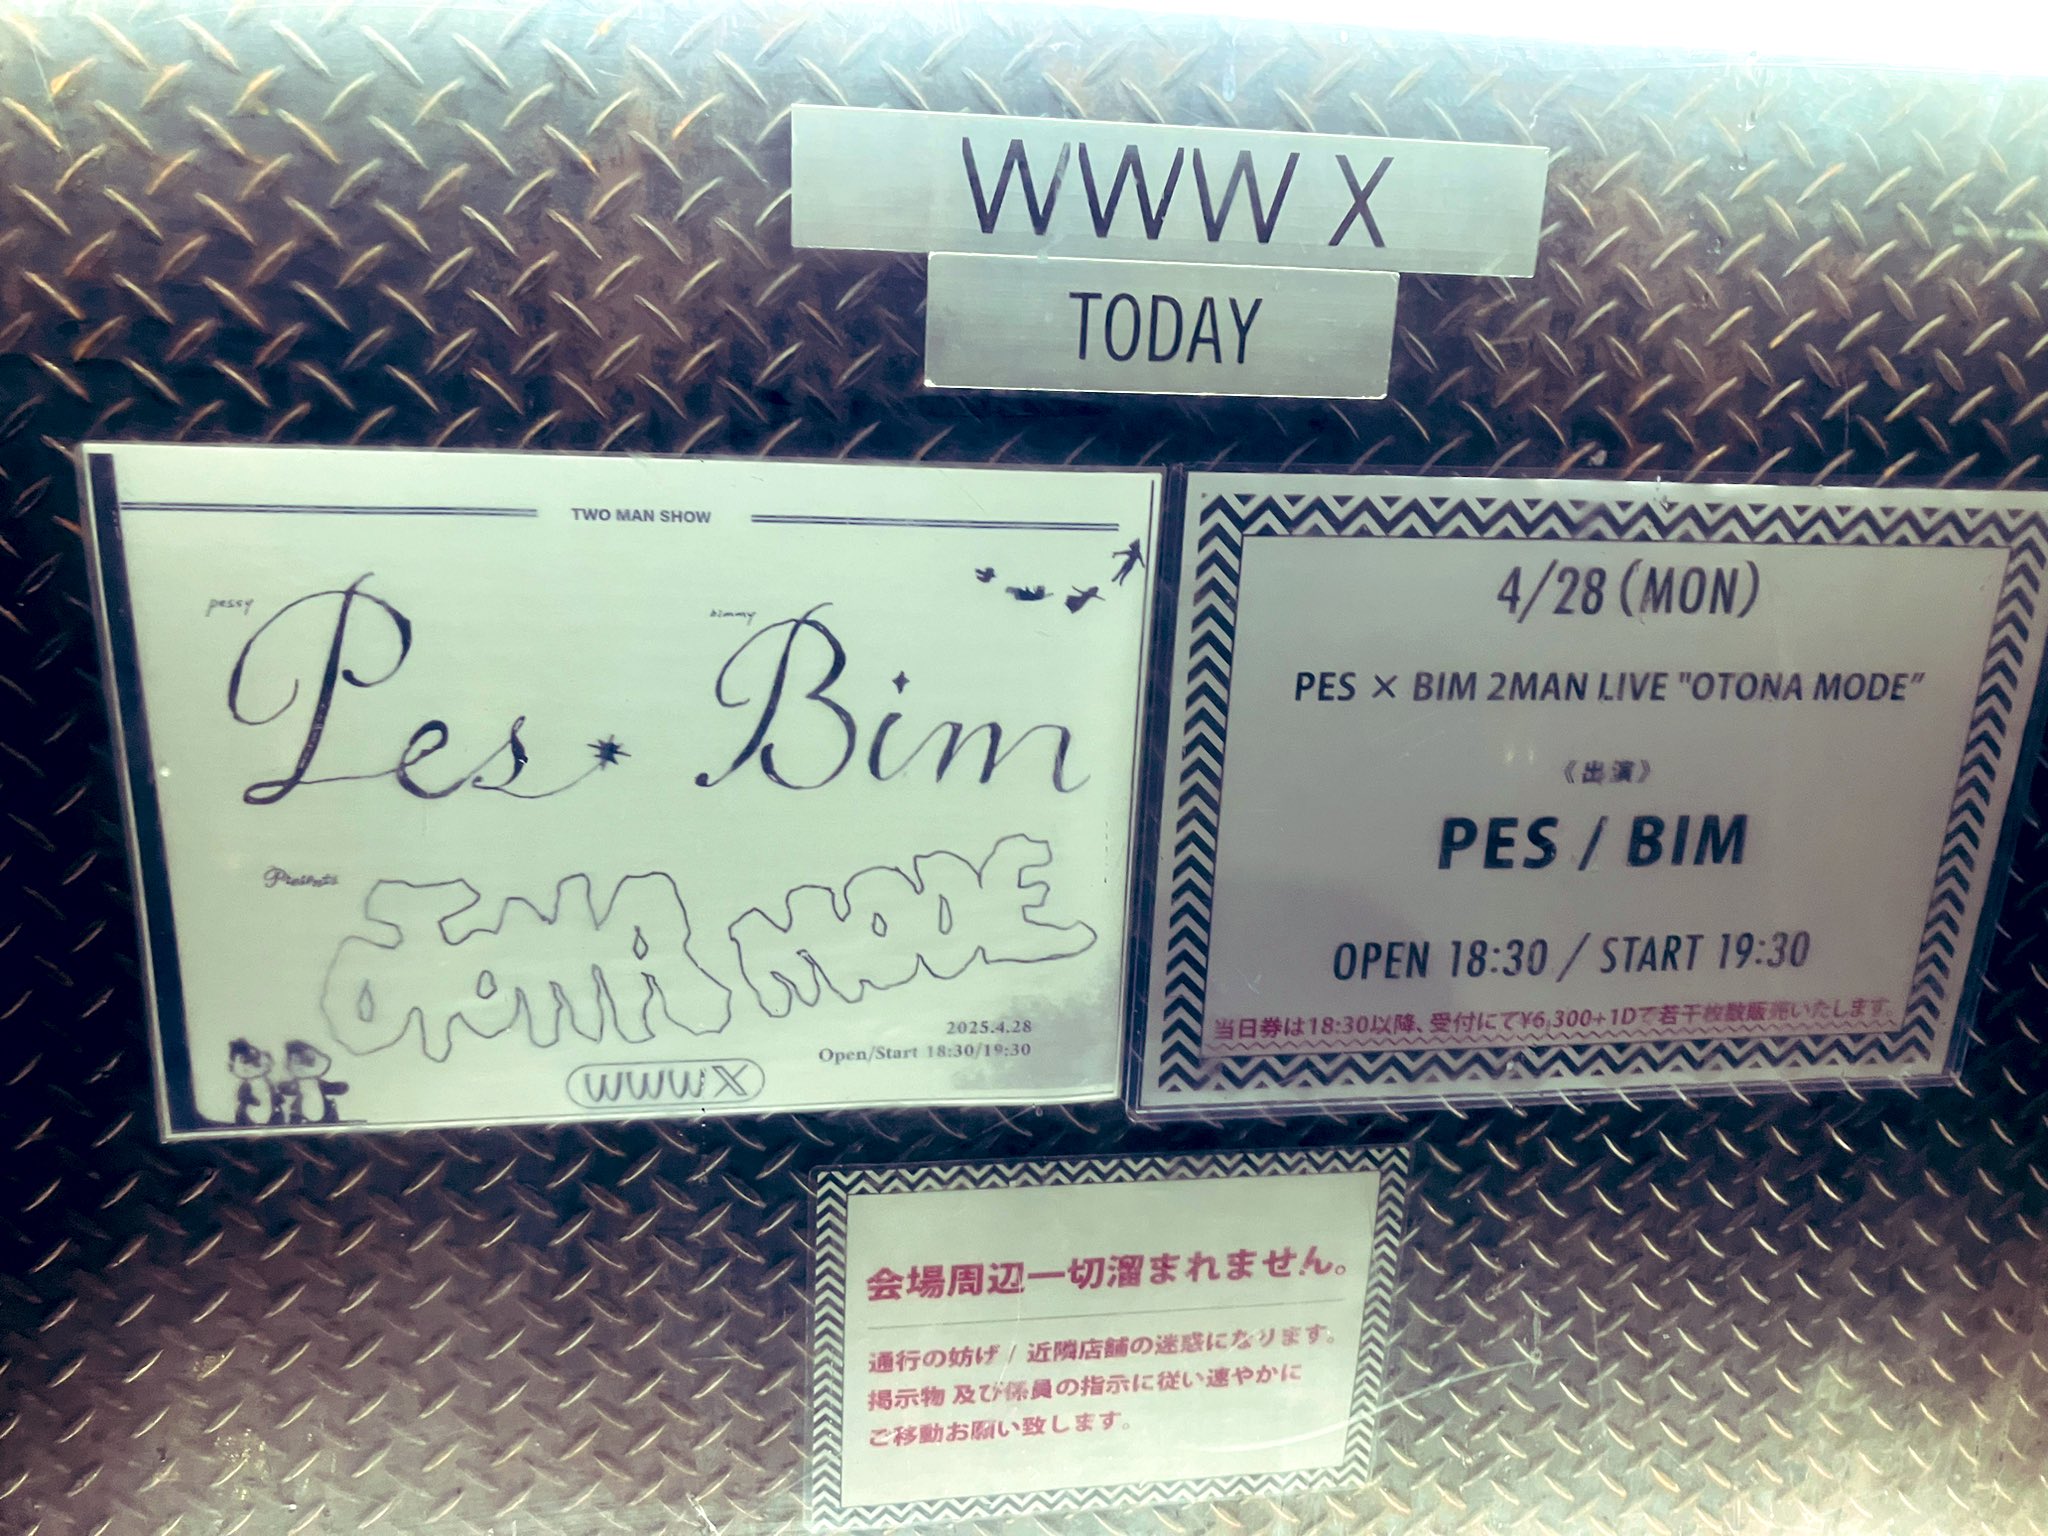 WWW X
TODAY
TWO MAN SHOW
pessy
Pes
bimmy
Bim
Presents
OTONA MODE
2025.4.28
Open/Start 18:30/19:30
WWWX
4/28(MON)
PES × BIM 2MAN LIVE "OTONA MODE"
《出演》
PES / BIM
OPEN 18:30 / START 19:30
当日券は18:30以降、受付にて¥6,300+1Dで若干枚数販売いたします。
会場周辺一切溜まれません。
通行の妨げ / 近隣店舗の迷惑になります。
掲示物 及び係員の指示に従い速やかに
ご移動お願い致します。